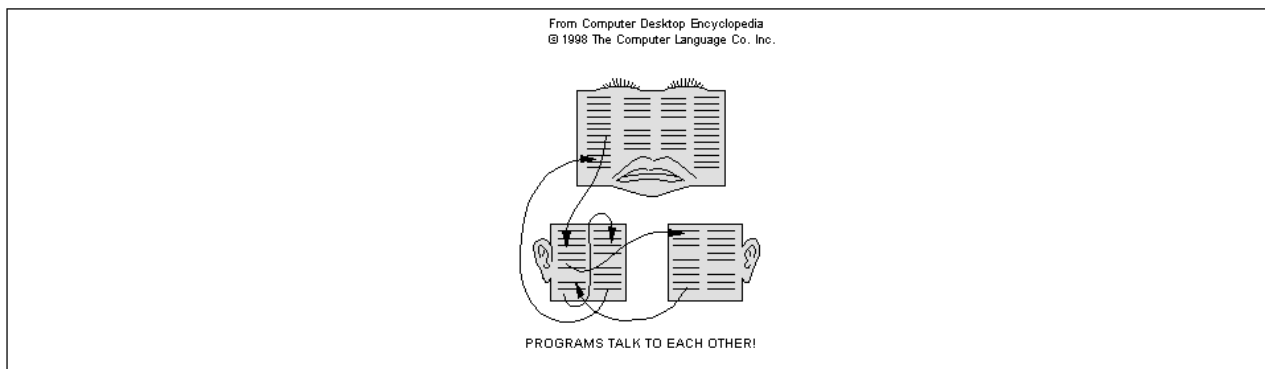 From Computer Desktop Encyclopedia
© 1998 The Computer Language Co. Inc.
PROGRAMS TALK TO EACH OTHER!